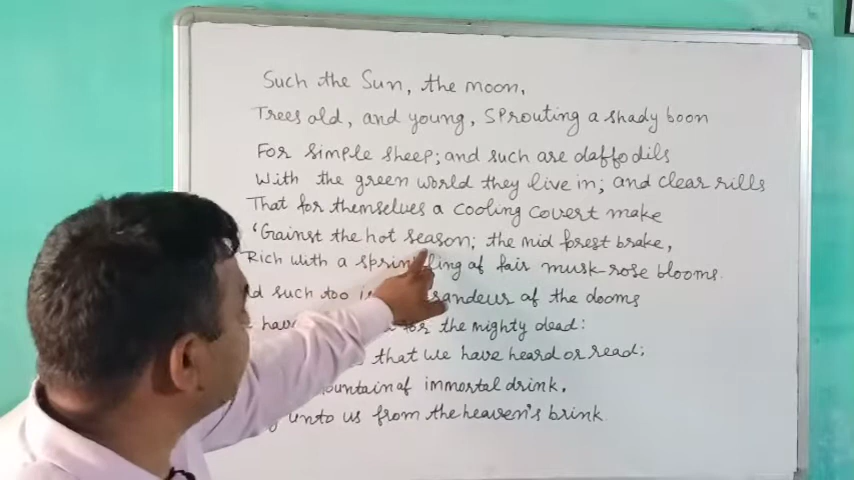 Such the Sun, the moon,
Trees old, and young, Sprouting a shady boon
For simple sheep; and such are daffodils
With the green world they live in; and clear rills
That for themselves a cooling covert make
'Gainst the hot season; the mid forest brake,
Rich with a sprinkling of fair musk-rose blooms.
such too grandeur of the dooms
have for the mighty dead:
that we have heard or read;
fountain of immortal drink,
unto us from the heaven's brink.